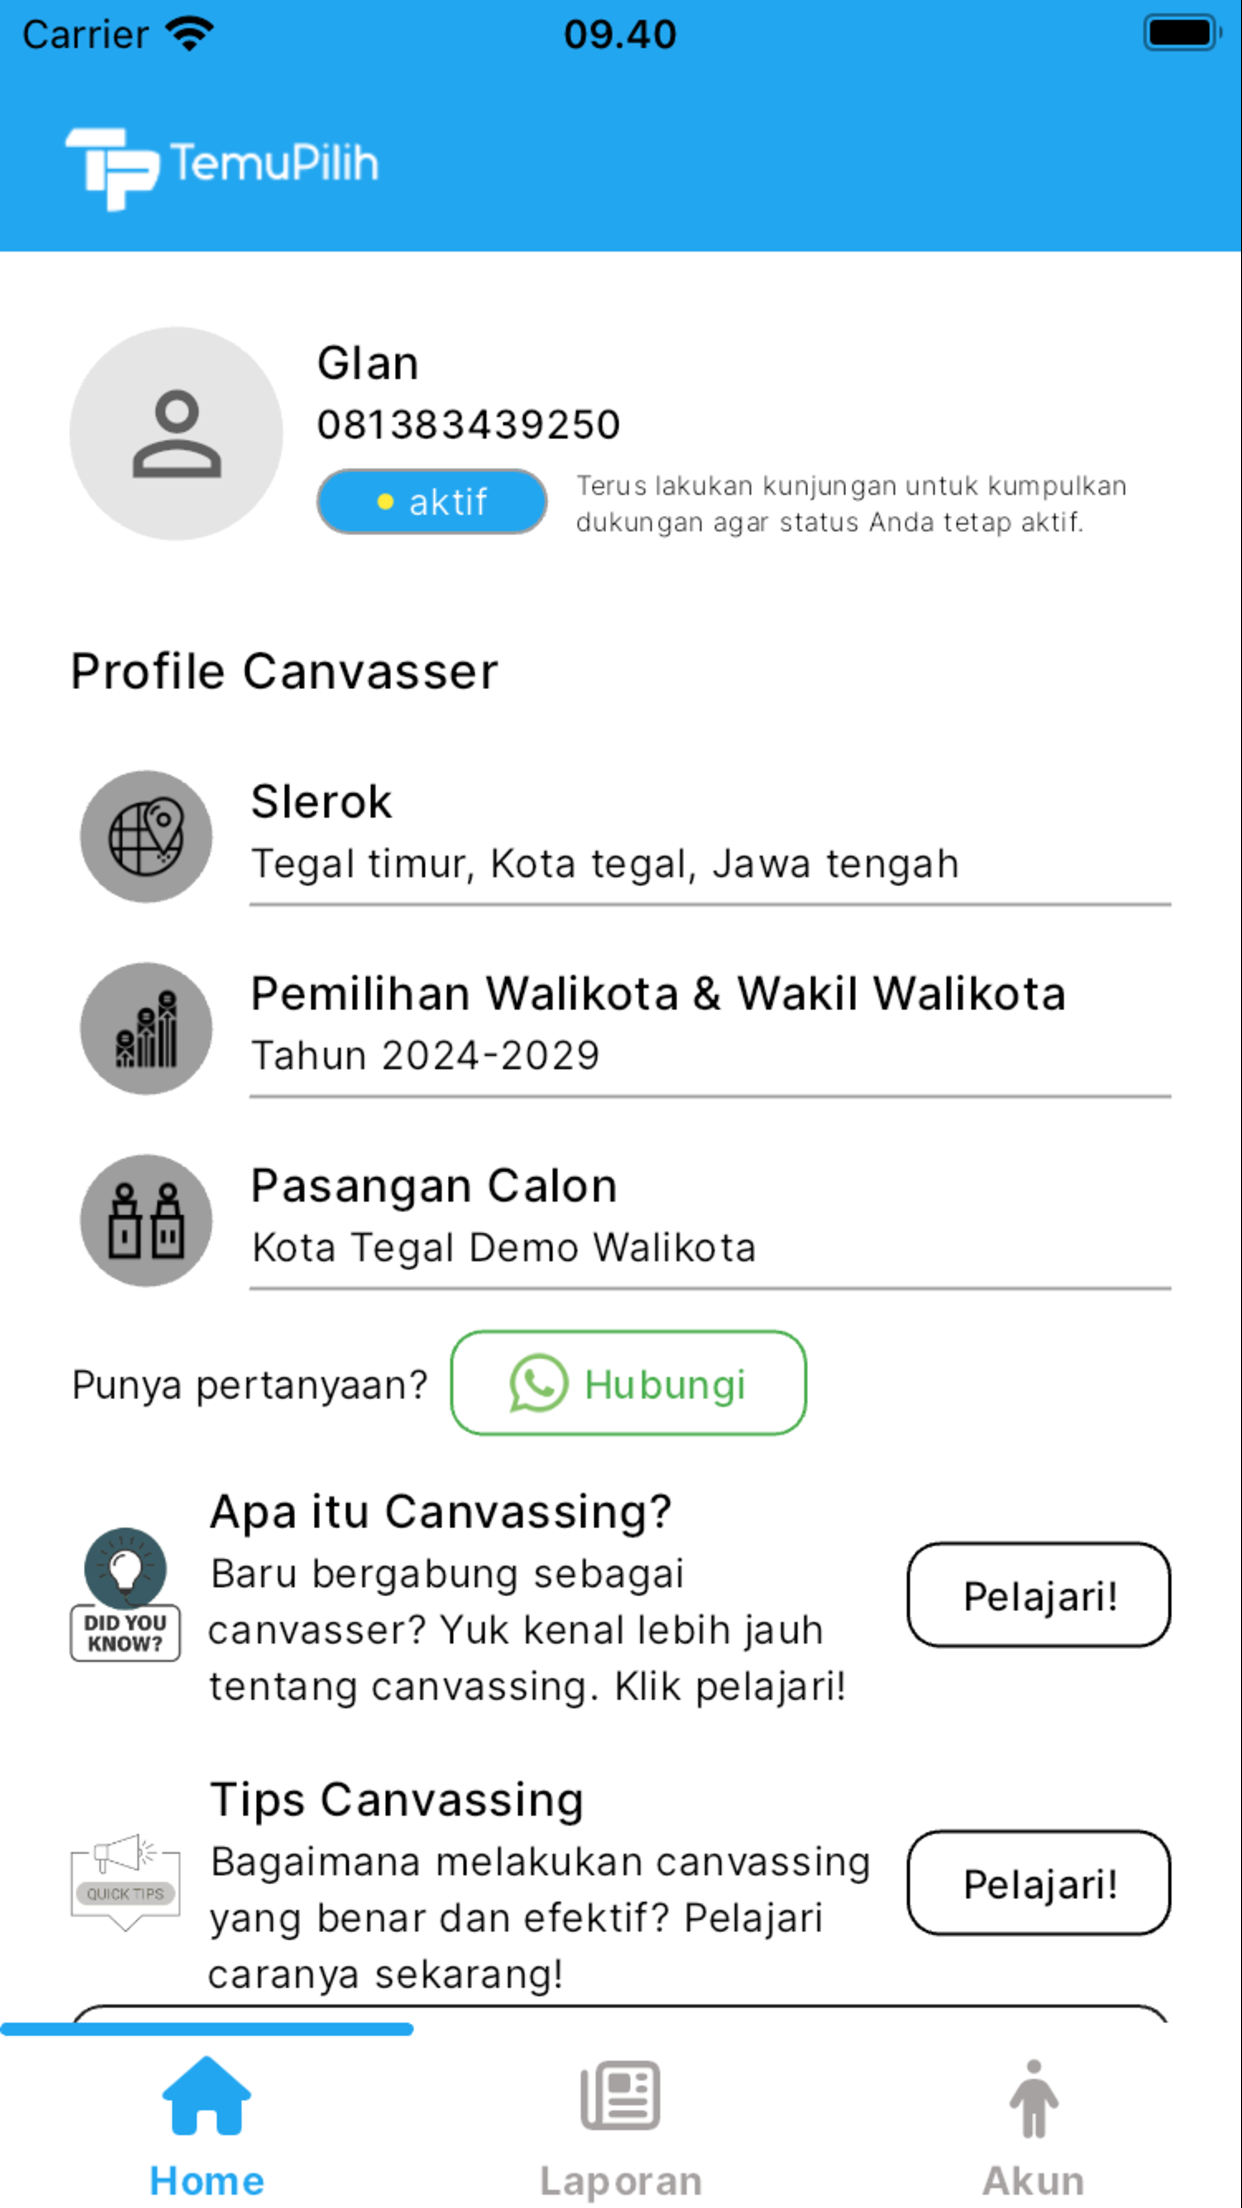 Carrier 09.40
TemuPilih
Glan
081383439250
aktif
Terus lakukan kunjungan untuk kumpulkan
dukungan agar status Anda tetap aktif.
Profile Canvasser
Slerok
Tegal timur, Kota tegal, Jawa tengah
Pemilihan Walikota & Wakil Walikota
Tahun 2024-2029
Pasangan Calon
Kota Tegal Demo Walikota
Punya pertanyaan?
Hubungi
Apa itu Canvassing?
Baru bergabung sebagai
canvasser? Yuk kenal lebih jauh
tentang canvassing. Klik pelajari!
DID YOU
KNOW?
Pelajari!
Tips Canvassing
Bagaimana melakukan canvassing
yang benar dan efektif? Pelajari
caranya sekarang!
QUICK TIPS
Pelajari!
Home
Laporan
Akun